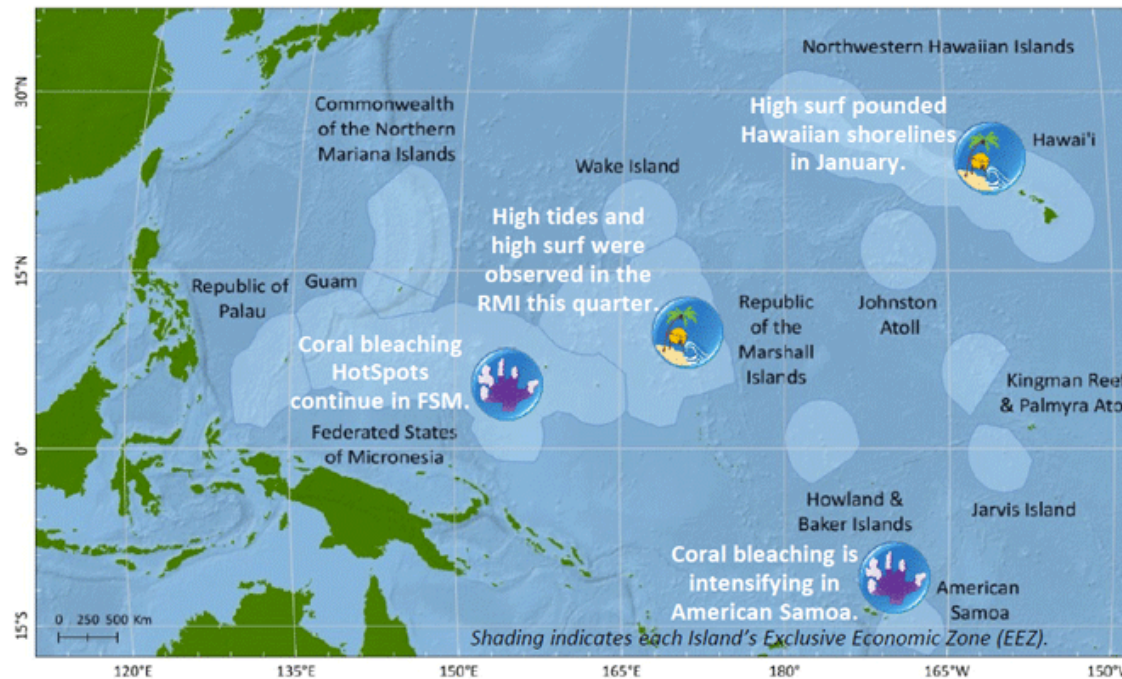 Northwestern Hawaiian Islands
30°N
Commonwealth
of the Northern
Mariana Islands
High surf pounded
Hawaiian shorelines
in January.
Hawai'i
Wake Island
High tides and
high surf were
observed in the
RMI this quarter.
15°N
Republic of
Palau
Guam
Republic
of the
Marshall
Islands
Johnston
Atoll
Coral bleaching
HotSpots
continue in FSM.
Kingman Reef
& Palmyra Ato
Federated States
of Micronesia
0°
Howland &
Baker Islands
Jarvis Island
Coral bleaching is
intensifying in
American Samoa.
American
Samoa
0 250 500 Km
15°S
Shading indicates each Island's Exclusive Economic Zone (EEZ).
120°E 135°E 150°E 165°E 180° 165°W 150°W